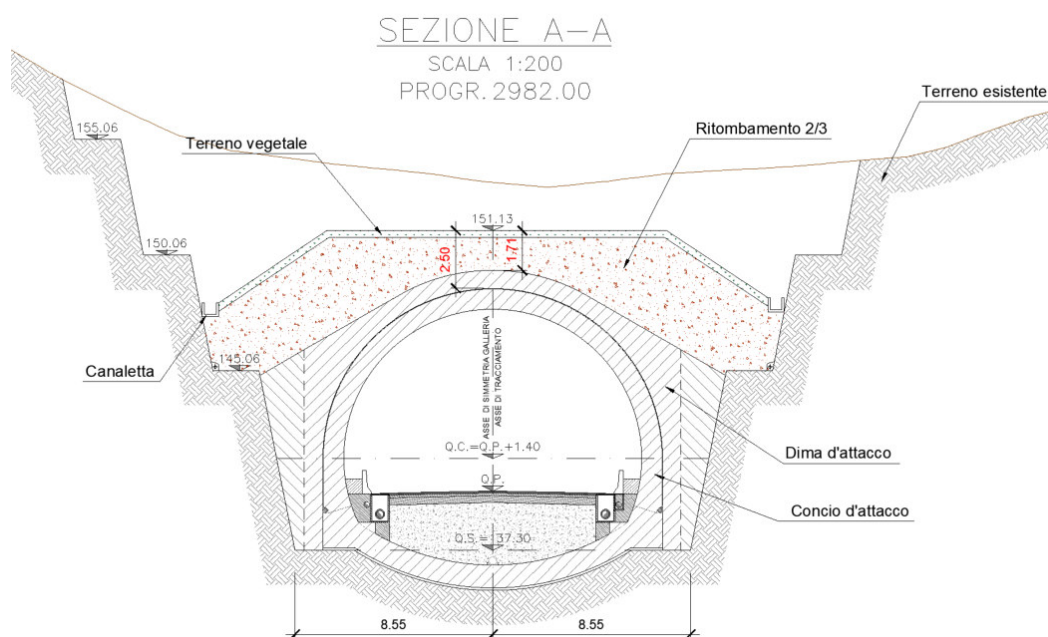 SEZIONE A-A
SCALA 1:200
PROGR. 2982.00
Terreno esistente
155.06
Terreno vegetale
Ritombamento 2/3
151.13
150.06
2.50
1.71
Canaletta
145.06
ASSE DI SIMMETRIA GALLERIA
ASSE DI TRACCIAMENTO
Q.C.=Q.P.+1.40
Dima d'attacco
Q.P.
Concio d'attacco
Q.S.= 137.30
8.55
8.55